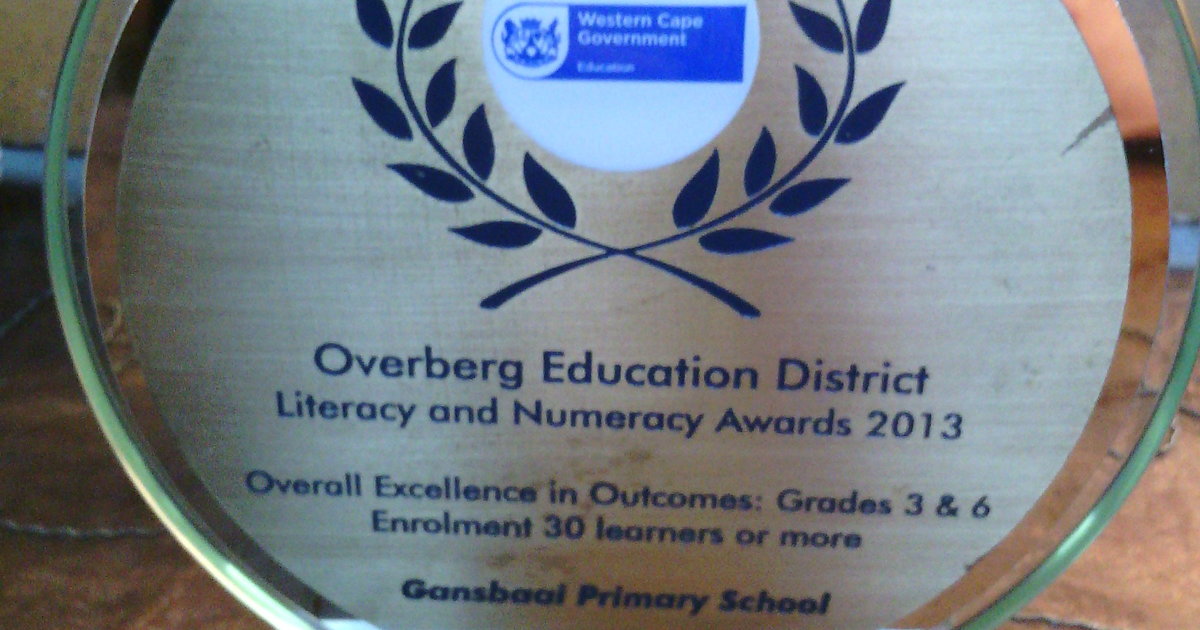 Western Cape
Government
Education
Overberg Education District
Literacy and Numeracy Awards 2013
Overall Excellence in Outcomes: Grades 3 & 6
Enrolment 30 learners or more
Gansbaai Primary School